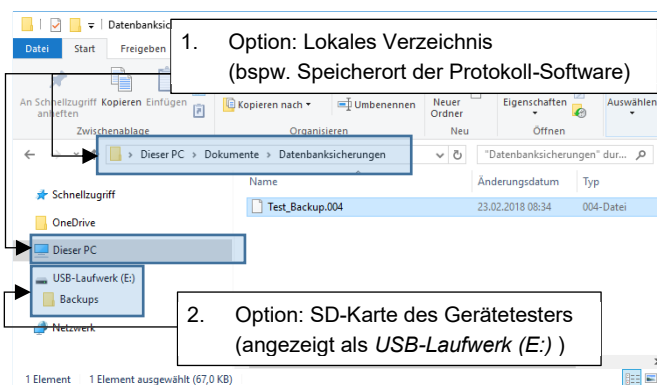 Datenbanksic
Datei Start Freigeben
1. Option: Lokales Verzeichnis
(bspw. Speicherort der Protokoll-Software)
An Schnellzugriff anheften
Kopieren Einfügen
Kopieren nach
Umbenennen
Neuer Ordner
Eigenschaften
Auswählen
Zwischenablage Organisieren Neu Öffnen
Dieser PC > Dokumente > Datenbanksicherungen
"Datenbanksicherungen" dur...
Name Änderungsdatum Typ
Schnellzugriff
Test_Backup.004 23.02.2018 08:34 004-Datei
OneDrive
Dieser PC
USB-Laufwerk (E:)
Backups
2. Option: SD-Karte des Gerätetesters
(angezeigt als USB-Laufwerk (E:) )
Netzwerk
1 Element 1 Element ausgewählt (67,0 KB)